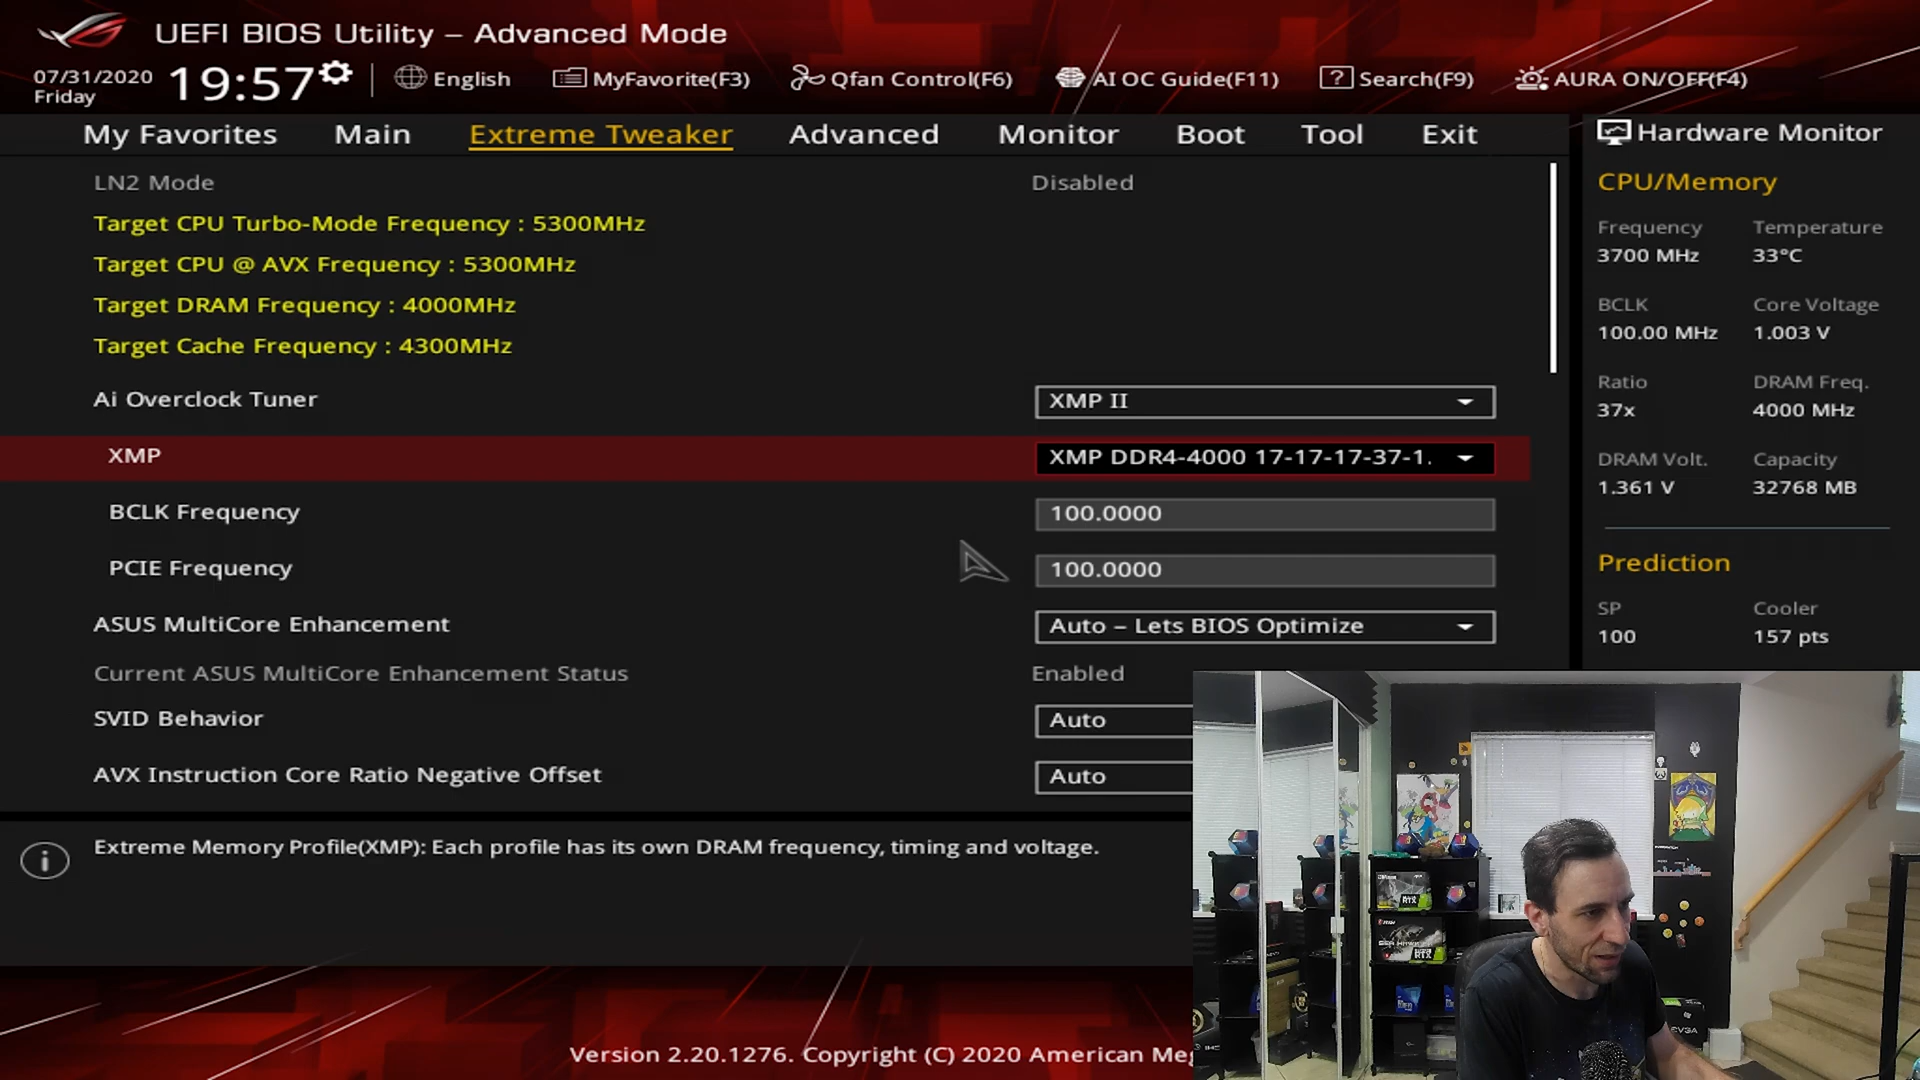 UEFI BIOS Utility – Advanced Mode
07/31/2020
Friday
19:57
English
MyFavorite(F3)
Qfan Control(F6)
AI OC Guide(F11)
Search(F9)
AURA ON/OFF(F4)
My Favorites
Main
Extreme Tweaker
Advanced
Monitor
Boot
Tool
Exit
LN2 Mode
Disabled
Target CPU Turbo-Mode Frequency : 5300MHz
Target CPU @ AVX Frequency : 5300MHz
Target DRAM Frequency : 4000MHz
Target Cache Frequency : 4300MHz
Ai Overclock Tuner
XMP II
XMP
XMP DDR4-4000 17-17-17-37-1.
BCLK Frequency
100.0000
PCIE Frequency
100.0000
ASUS MultiCore Enhancement
Auto – Lets BIOS Optimize
Current ASUS MultiCore Enhancement Status
Enabled
SVID Behavior
Auto
AVX Instruction Core Ratio Negative Offset
Auto
Extreme Memory Profile(XMP): Each profile has its own DRAM frequency, timing and voltage.
Version 2.20.1276. Copyright (C) 2020 American Meg
Hardware Monitor
CPU/Memory
Frequency
Temperature
3700 MHz
33°C
BCLK
Core Voltage
100.00 MHz
1.003 V
Ratio
DRAM Freq.
37x
4000 MHz
DRAM Volt.
Capacity
1.361 V
32768 MB
Prediction
SP
Cooler
100
157 pts
RTX
RTX
EVGA